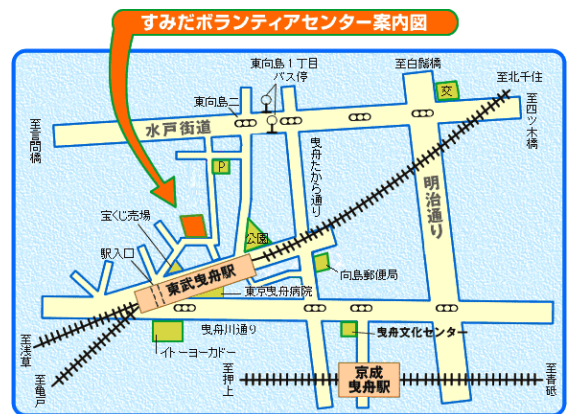 すみだボランティアセンター案内図
東向島1丁目
バス停
至白鬚橋
至北千住
交
東向島二
至四ツ木橋
至言問橋
水戸街道
P
曳舟たから通り
明治通り
宝くじ売場
公園
駅入口
東武曳舟駅
向島郵便局
東京曳舟病院
曳舟川通り
曳舟文化センター
至浅草
イトーヨーカドー
至亀戸
至押上
京成
曳舟駅
至青砥